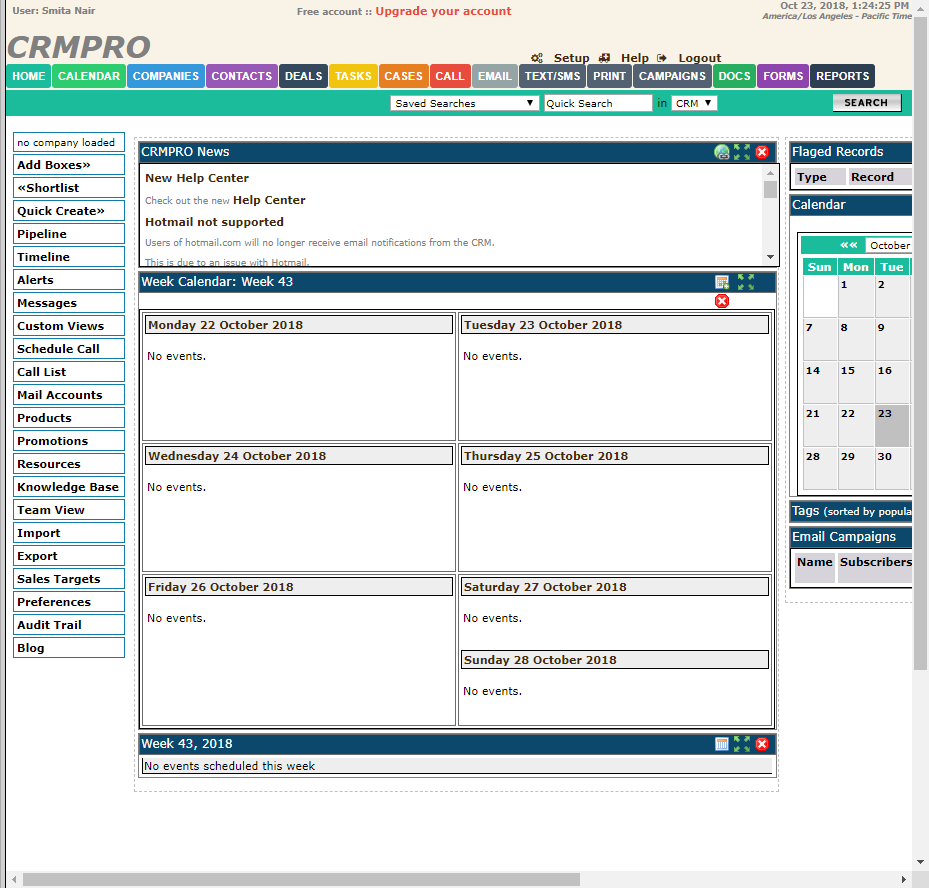 User: Smita Nair
Free account :: Upgrade your account
Oct 23, 2018, 1:24:25 PM
America/Los Angeles - Pacific Time
CRMPRO
Setup Help Logout
HOME CALENDAR COMPANIES CONTACTS DEALS TASKS CASES CALL EMAIL TEXT/SMS PRINT CAMPAIGNS DOCS FORMS REPORTS
Saved Searches Quick Search in CRM SEARCH
no company loaded
Add Boxes»
«Shortlist
Quick Create»
Pipeline
Timeline
Alerts
Messages
Custom Views
Schedule Call
Call List
Mail Accounts
Products
Promotions
Resources
Knowledge Base
Team View
Import
Export
Sales Targets
Preferences
Audit Trail
Blog
CRMPRO News
New Help Center
Check out the new Help Center
Hotmail not supported
Users of hotmail.com will no longer receive email notifications from the CRM.
This is due to an issue with Hotmail.
Week Calendar: Week 43
Monday 22 October 2018
No events.
Tuesday 23 October 2018
No events.
Wednesday 24 October 2018
No events.
Thursday 25 October 2018
No events.
Friday 26 October 2018
No events.
Saturday 27 October 2018
No events.
Sunday 28 October 2018
No events.
Week 43, 2018
No events scheduled this week
Flaged Records
Type Record
Calendar
«« October
Sun Mon Tue
1 2
7 8 9
14 15 16
21 22 23
28 29 30
Tags (sorted by popula
Email Campaigns
Name Subscribers